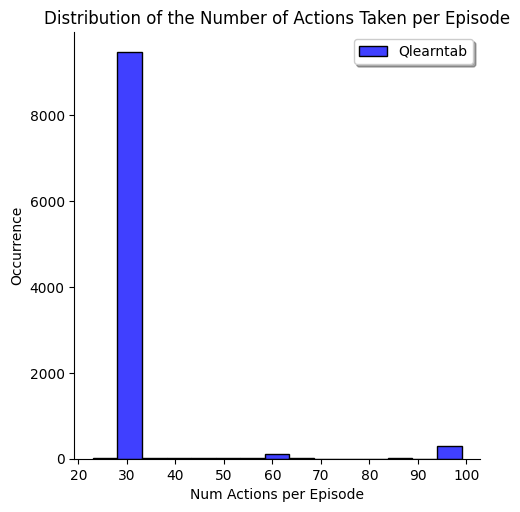 Distribution of the Number of Actions Taken per Episode
Qlearntab
Occurrence
8000
6000
4000
2000
0
20 30 40 50 60 70 80 90 100
Num Actions per Episode